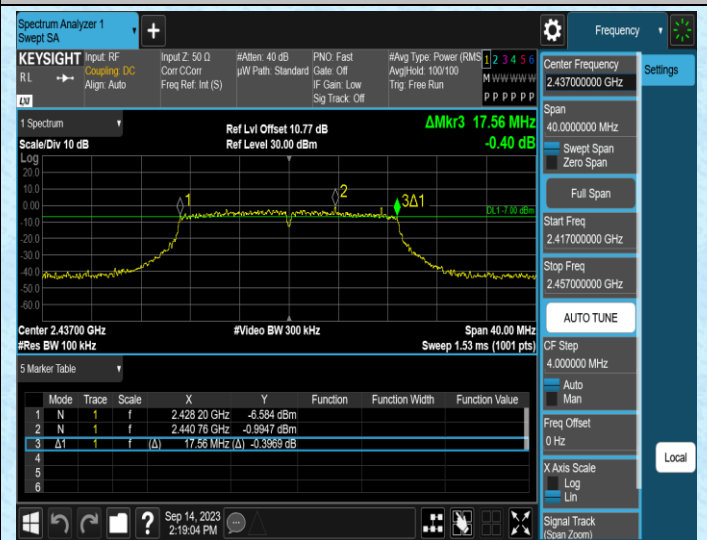 Spectrum Analyzer 1
Swept SA
+
Frequency
KEYSIGHT Input: RF
RL Coupling: DC
Align: Auto
Input Z: 50 Ω
Corr CCorr
Freq Ref: Int (S)
#Atten: 40 dB
µW Path: Standard
PNO: Fast
Gate: Off
IF Gain: Low
Sig Track: Off
#Avg Type: Power (RMS
Avg|Hold: 100/100
Trig: Free Run
1 2 3 4 5 6
M W W W W W
P P P P P P
LXI
1 Spectrum
Scale/Div 10 dB
Ref Lvl Offset 10.77 dB
Ref Level 30.00 dBm
ΔMkr3 17.56 MHz
-0.40 dB
Log
20.0
10.0
0.00
-10.0
-20.0
-30.0
-40.0
-50.0
-60.0
1
2
3Δ1
DL1 -7.00 dBm
Center 2.43700 GHz
#Res BW 100 kHz
#Video BW 300 kHz
Span 40.00 MHz
Sweep 1.53 ms (1001 pts)
5 Marker Table
Mode Trace Scale X Y Function Function Width Function Value
1 N 1 f 2.428 20 GHz -6.584 dBm
2 N 1 f 2.440 76 GHz -0.9947 dBm
3 Δ1 1 f (Δ) 17.56 MHz (Δ) -0.3969 dB
4
5
6
?
Sep 14, 2023
2:19:04 PM
Center Frequency
2.437000000 GHz
Span
40.0000000 MHz
Swept Span
Zero Span
Full Span
Start Freq
2.417000000 GHz
Stop Freq
2.457000000 GHz
AUTO TUNE
CF Step
4.000000 MHz
Auto
Man
Freq Offset
0 Hz
X Axis Scale
Log
Lin
Signal Track
(Span Zoom)
Settings
Local